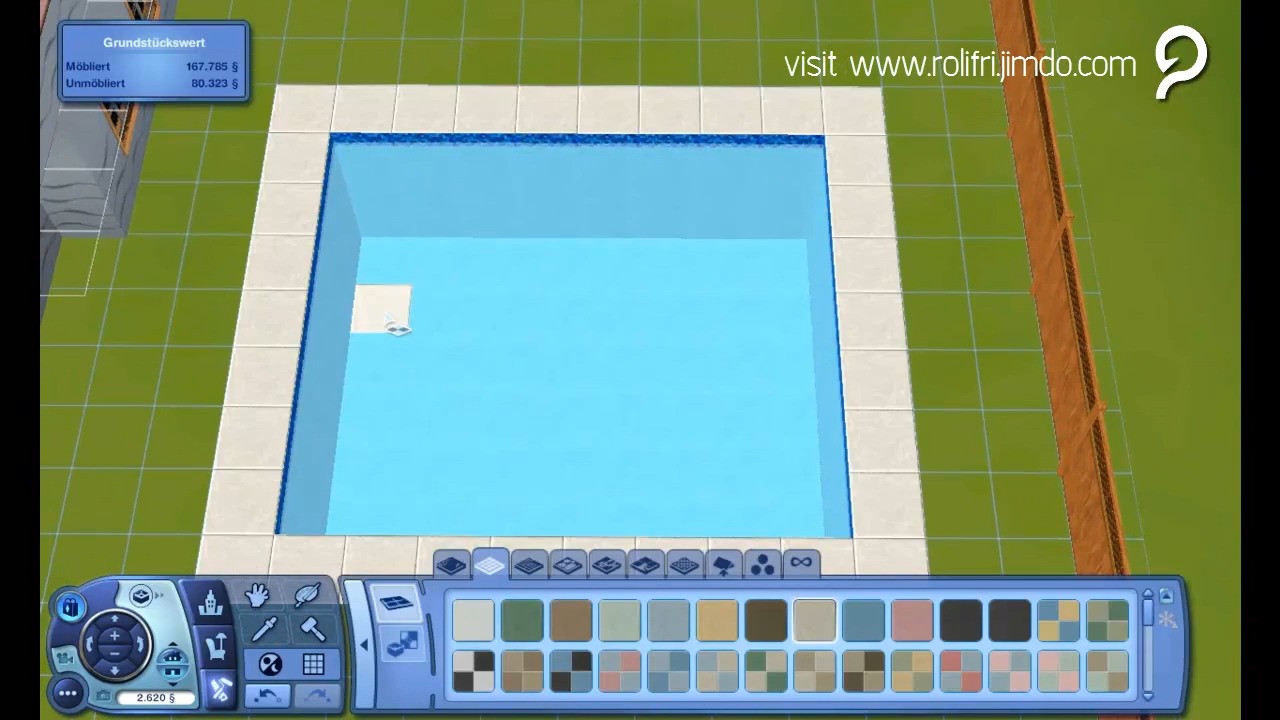 Grundstückswert
Möbliert 167.785 §
Unmöbliert 80.323 §
visit www.rolifri.jimdo.com
2.620 §